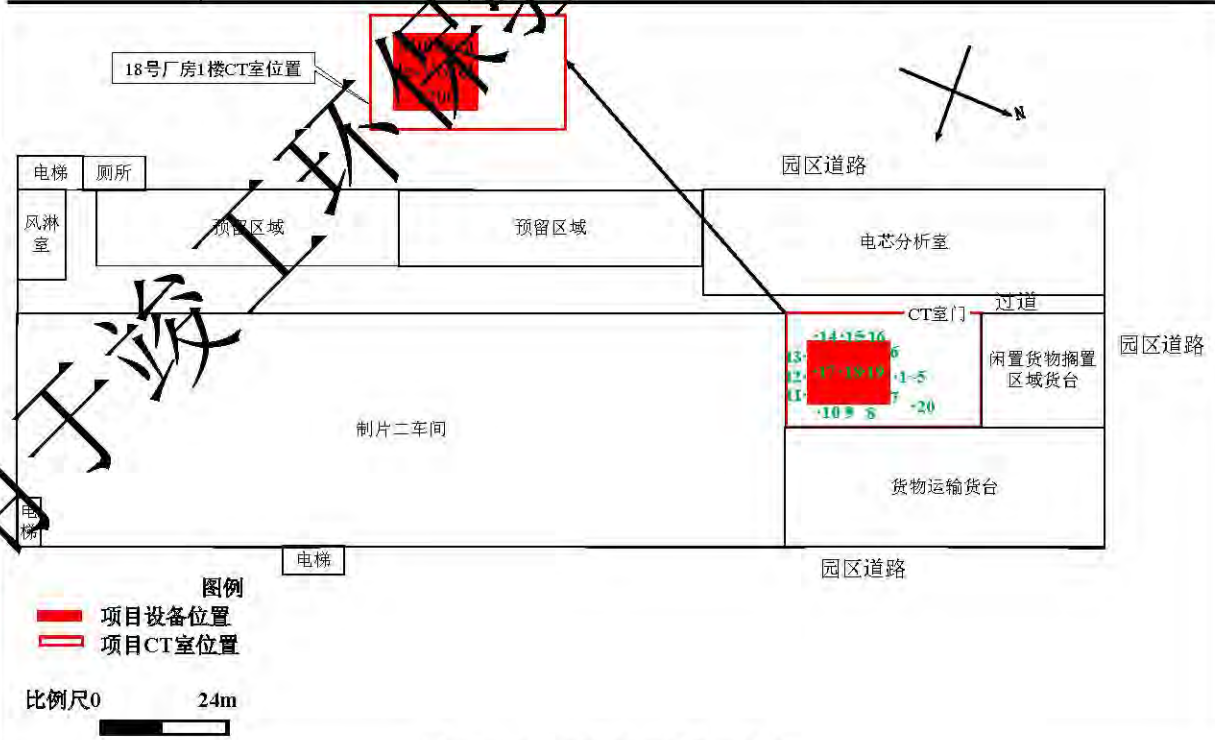 18号厂房1楼CT室位置
N
园区道路
电梯
厕所
风淋
室
预留区域
预留区域
电芯分析室
过道
CT室门
·14·15·16
13·
6
闲置货物搁置
区域货台
园区道路
12·
·1-5
11·
7
·20
·10 9 8
制片二车间
货物运输货台
电
梯
电梯
园区道路
图例
项目设备位置
项目CT室位置
比例尺0 24m